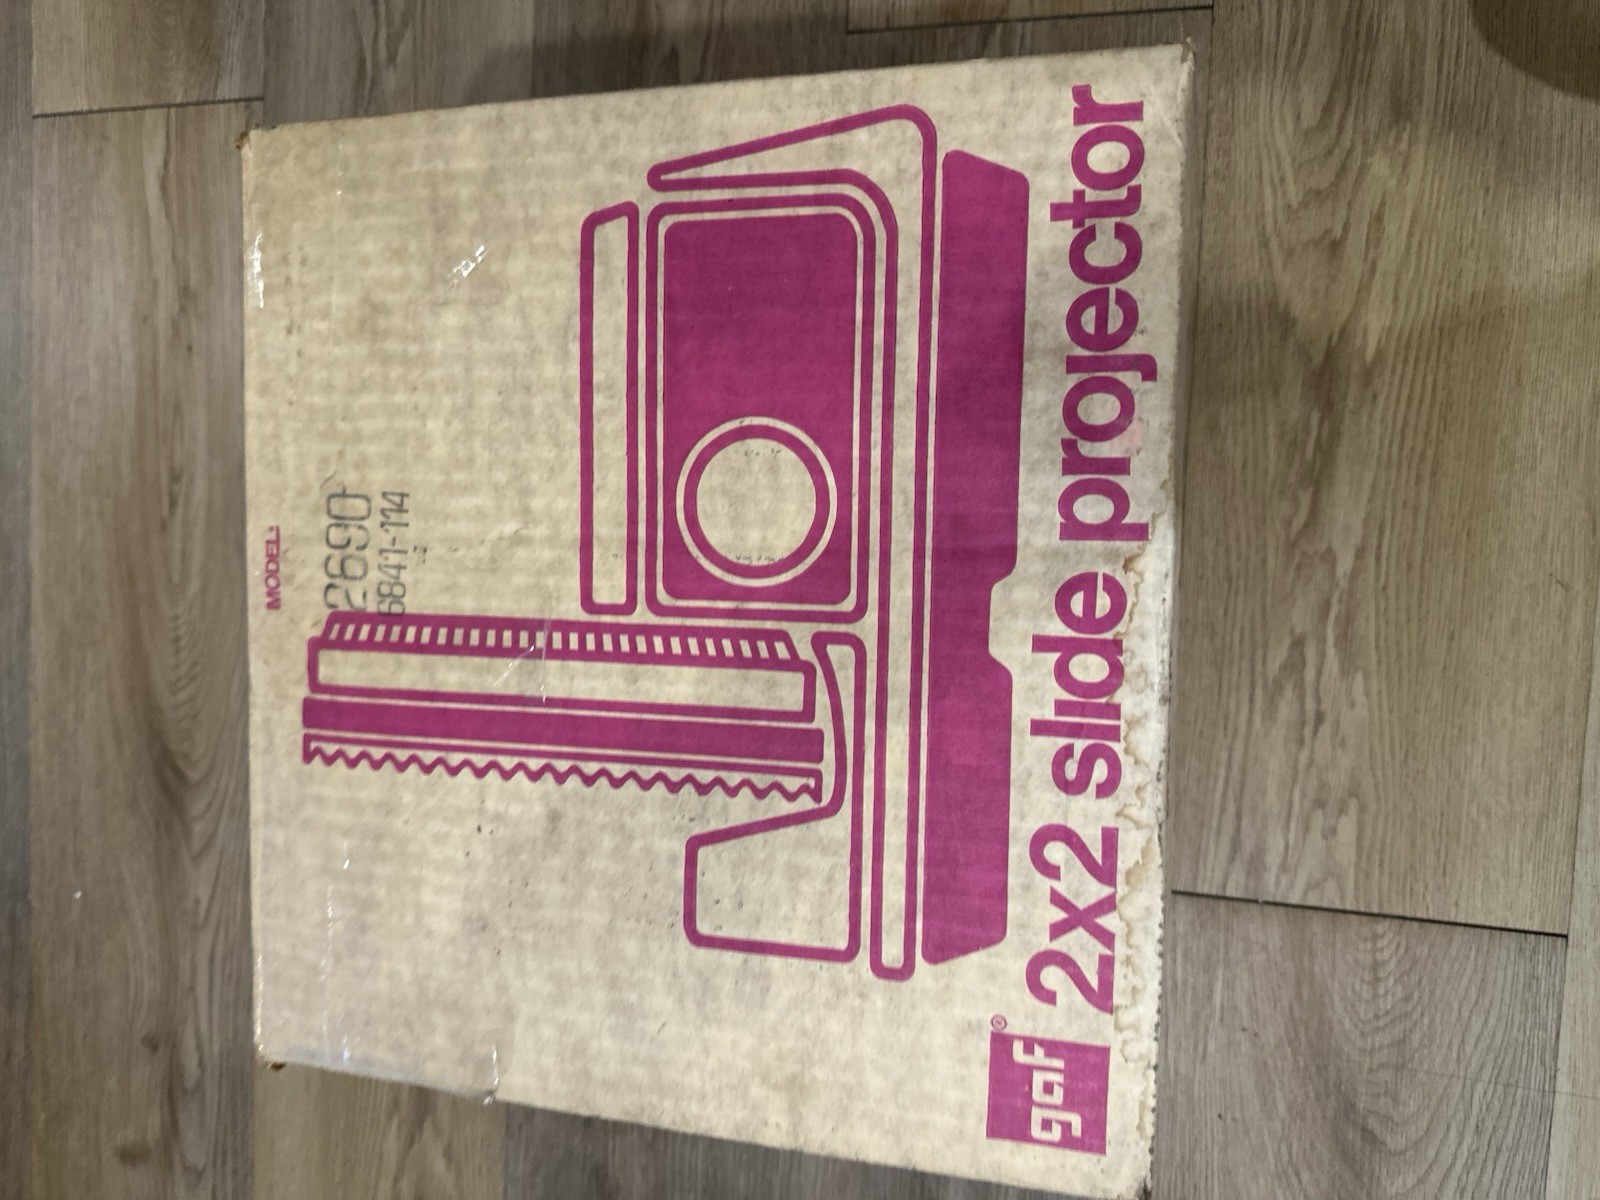 MODEL:
2690
6841-114
gaf®
2x2 slide projector